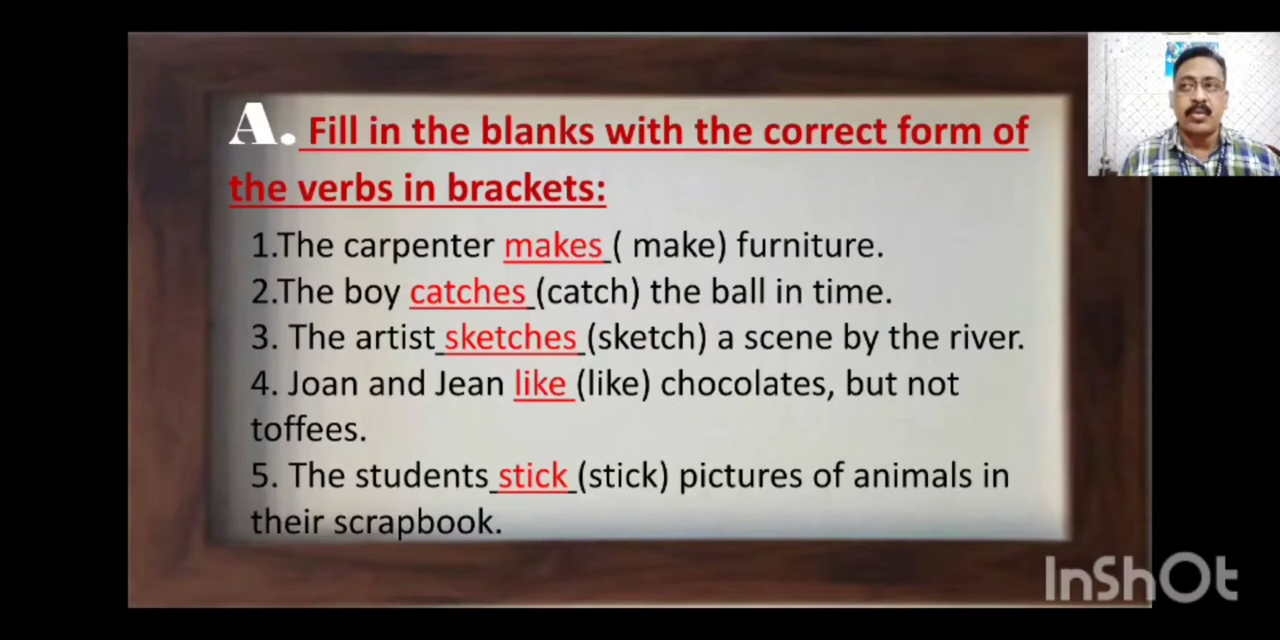 A. Fill in the blanks with the correct form of
the verbs in brackets:
1.The carpenter makes ( make) furniture.
2.The boy catches (catch) the ball in time.
3. The artist sketches (sketch) a scene by the river.
4. Joan and Jean like (like) chocolates, but not
toffees.
5. The students stick (stick) pictures of animals in
their scrapbook.
InShOt